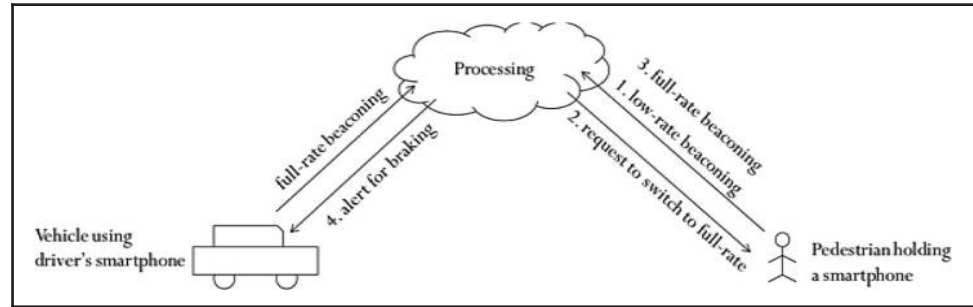 Processing
full-rate beaconing
4. alert for braking
3. full-rate beaconing
1. low-rate beaconing
2. request to switch to full-rate
Vehicle using
driver's smartphone
Pedestrian holding
a smartphone